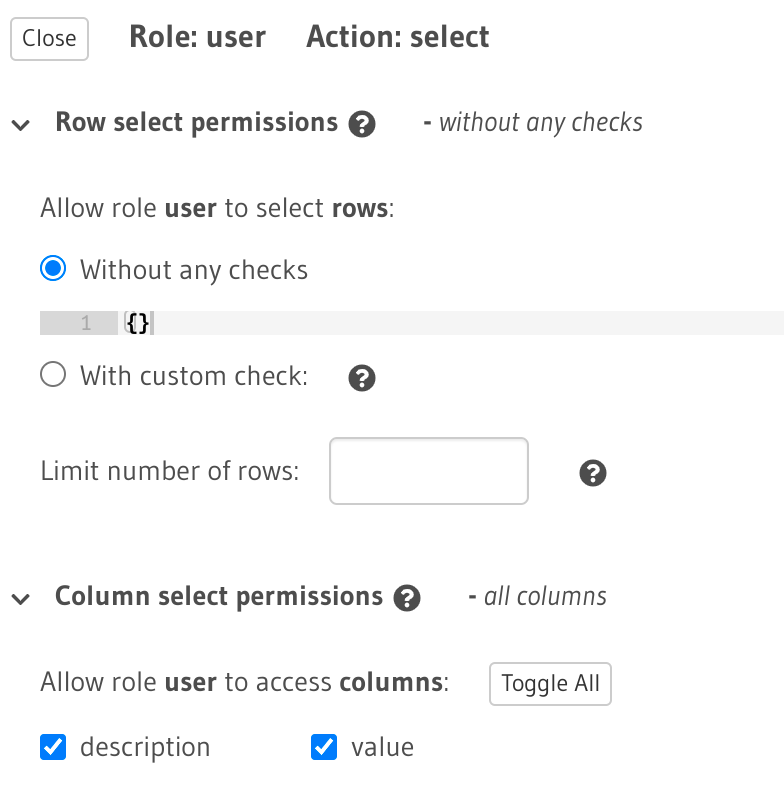 Close Role: user Action: select
Row select permissions ? - without any checks
Allow role user to select rows:
Without any checks
1 {}
With custom check: ?
Limit number of rows: ?
Column select permissions ? - all columns
Allow role user to access columns: Toggle All
description value